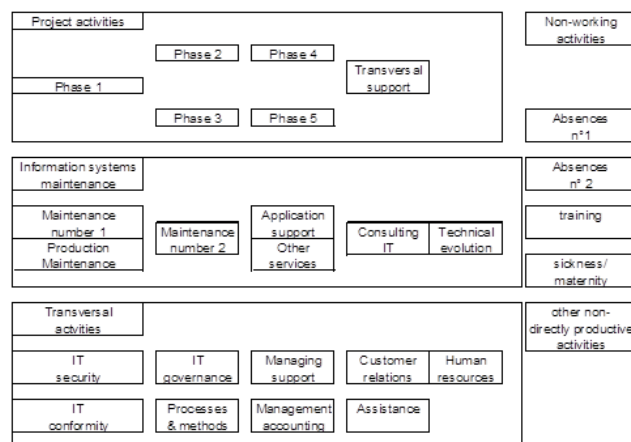 Project activities
Non-working
activities
Phase 2
Phase 4
Transversal
support
Phase 1
Phase 3
Phase 5
Absences
n°1
Information systems
maintenance
Absences
n° 2
Maintenance
number 1
Production
Maintenance
Maintenance
number 2
Application
support
Other
services
Consulting
IT
Technical
evolution
training
sickness/
maternity
Transversal
actvities
other non-
directly productive
activities
IT
security
IT
governance
Managing
support
Customer
relations
Human
resources
IT
conformity
Processes
& methods
Management
accounting
Assistance